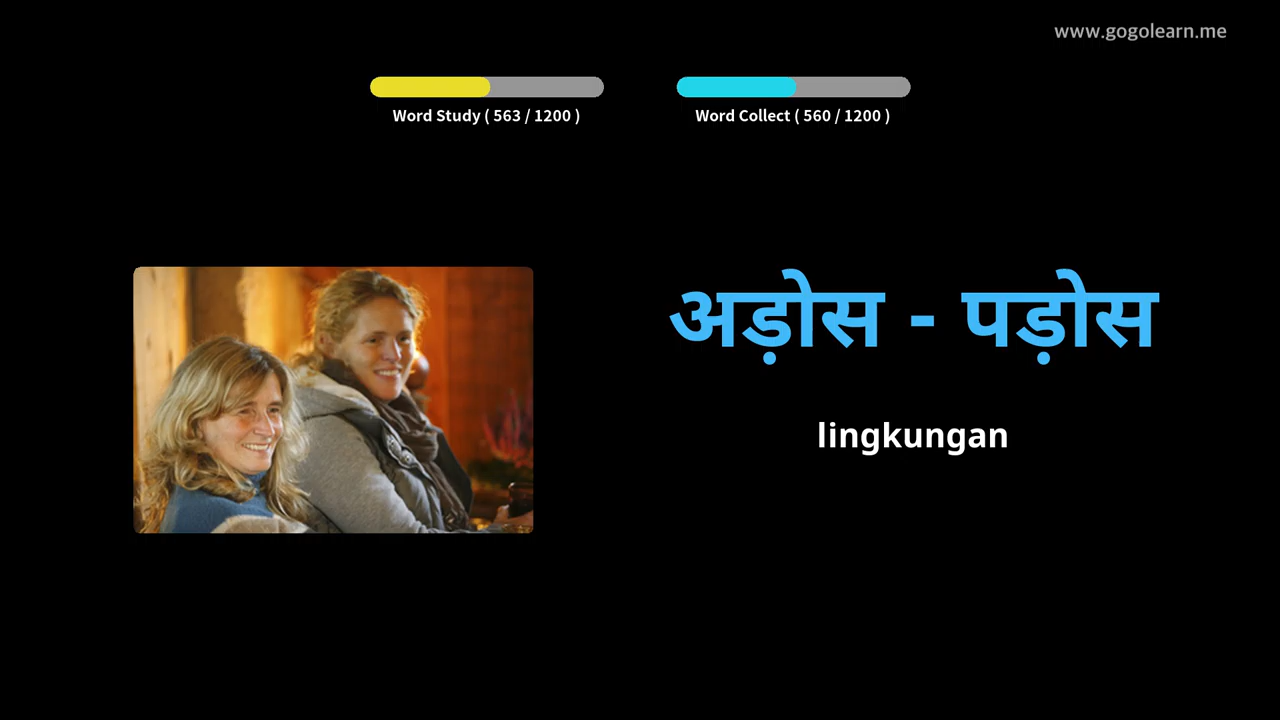 www.gogolearn.me
Word Study ( 563 / 1200 )
Word Collect ( 560 / 1200 )
अड़ोस - पड़ोस
lingkungan